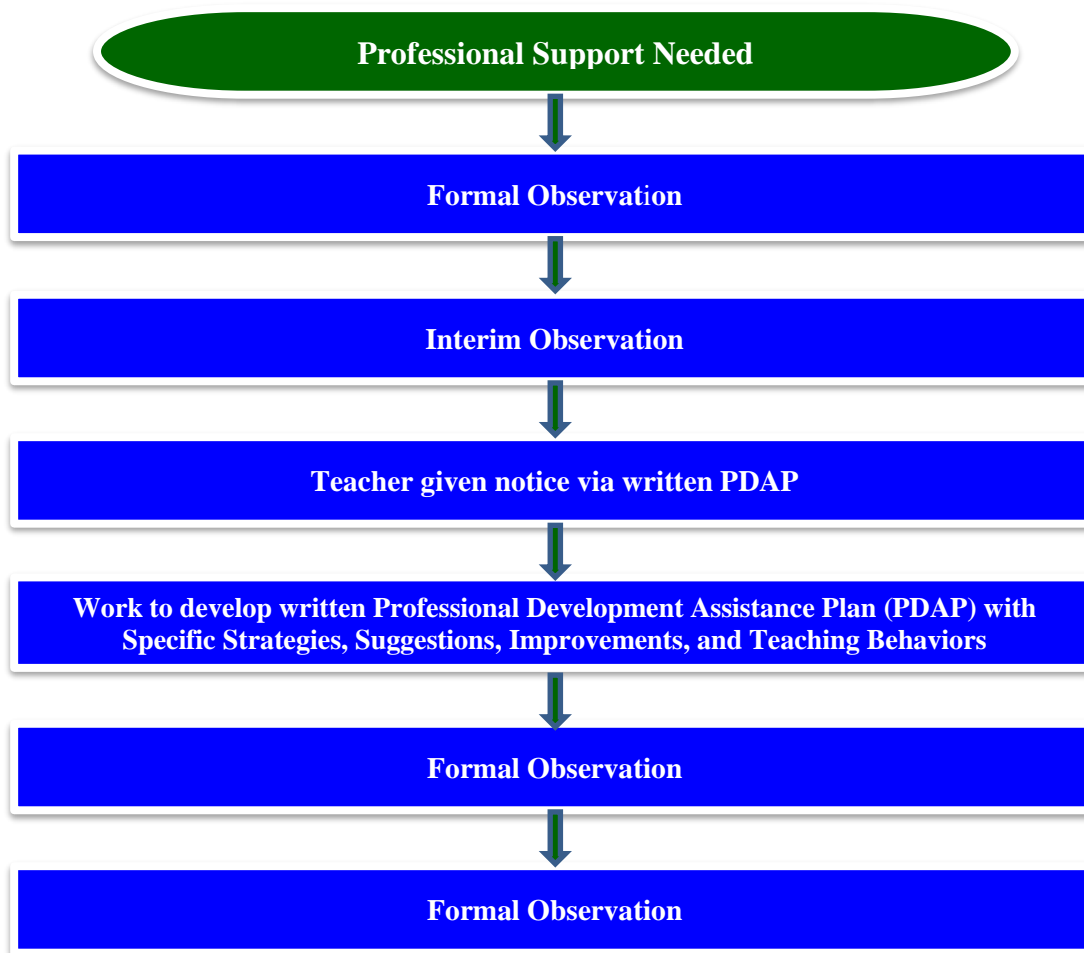 Professional Support Needed
Formal Observation
Interim Observation
Teacher given notice via written PDAP
Work to develop written Professional Development Assistance Plan (PDAP) with
Specific Strategies, Suggestions, Improvements, and Teaching Behaviors
Formal Observation
Formal Observation